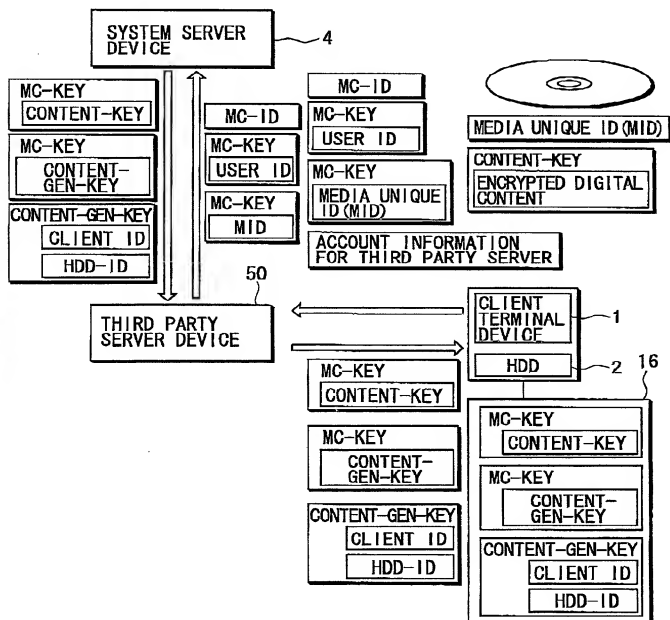 SYSTEM SERVER
DEVICE
4
MC-KEY
CONTENT-KEY
MC-KEY
CONTENT-
GEN-KEY
CONTENT-GEN-KEY
CLIENT ID
HDD-ID
MC-ID
MC-KEY
USER ID
MC-KEY
MID
MC-ID
MC-KEY
USER ID
MC-KEY
MEDIA UNIQUE
ID(MID)
ACCOUNT INFORMATION
FOR THIRD PARTY SERVER
MEDIA UNIQUE ID(MID)
CONTENT-KEY
ENCRYPTED DIGITAL
CONTENT
50
THIRD PARTY
SERVER DEVICE
CLIENT
TERMINAL
DEVICE
1
HDD
2
16
MC-KEY
CONTENT-KEY
MC-KEY
CONTENT-
GEN-KEY
CONTENT-GEN-KEY
CLIENT ID
HDD-ID
MC-KEY
CONTENT-KEY
MC-KEY
CONTENT-
GEN-KEY
CONTENT-GEN-KEY
CLIENT ID
HDD-ID